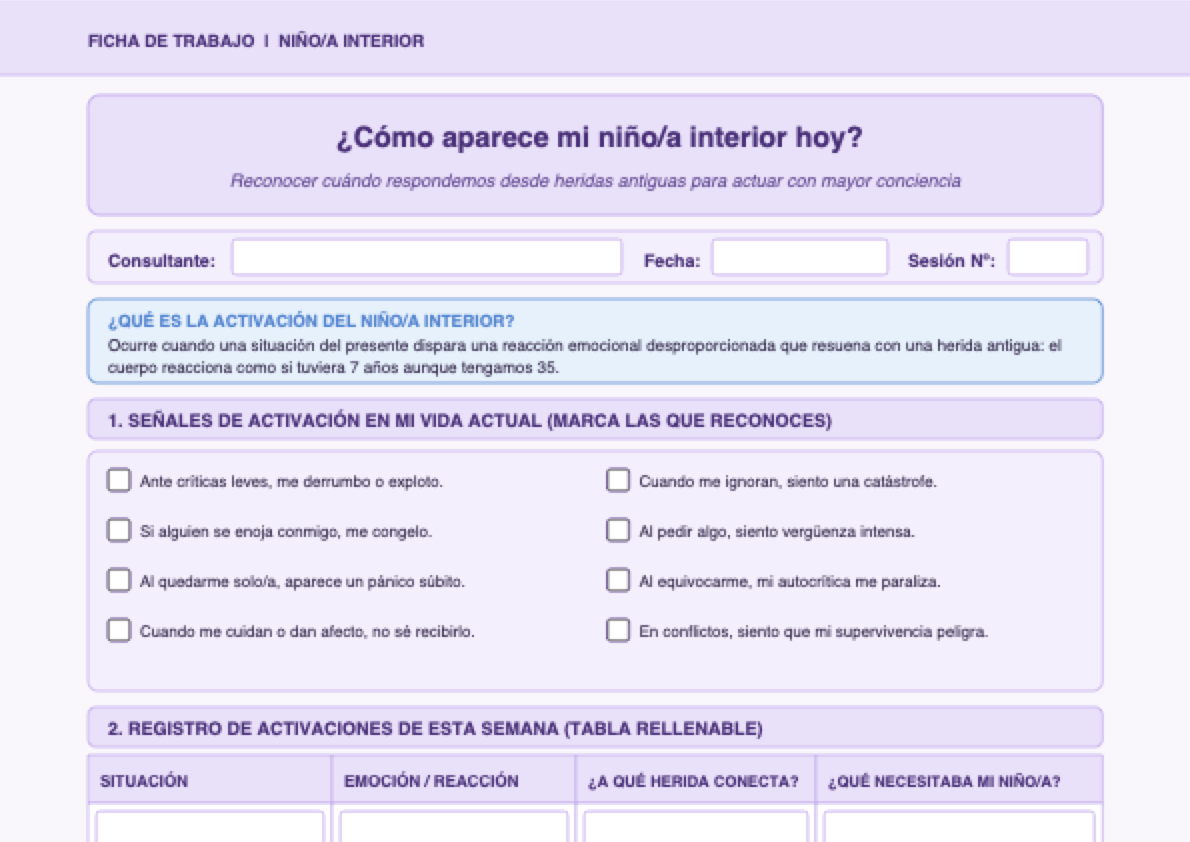 FICHA DE TRABAJO | NIÑO/A INTERIOR
¿Cómo aparece mi niño/a interior hoy?
Reconocer cuándo respondemos desde heridas antiguas para actuar con mayor conciencia
Consultante: Fecha: Sesión Nº:
¿QUÉ ES LA ACTIVACIÓN DEL NIÑO/A INTERIOR?
Ocurre cuando una situación del presente dispara una reacción emocional desproporcionada que resuena con una herida antigua: el
cuerpo reacciona como si tuviera 7 años aunque tengamos 35.
1. SEÑALES DE ACTIVACIÓN EN MI VIDA ACTUAL (MARCA LAS QUE RECONOCES)
Ante críticas leves, me derrumbo o exploto. Cuando me ignoran, siento una catástrofe.
Si alguien se enoja conmigo, me congelo. Al pedir algo, siento vergüenza intensa.
Al quedarme solo/a, aparece un pánico súbito. Al equivocarme, mi autocrítica me paraliza.
Cuando me cuidan o dan afecto, no sé recibirlo. En conflictos, siento que mi supervivencia peligra.
2. REGISTRO DE ACTIVACIONES DE ESTA SEMANA (TABLA RELLENABLE)
SITUACIÓN EMOCIÓN / REACCIÓN ¿A QUÉ HERIDA CONECTA? ¿QUÉ NECESITABA MI NIÑO/A?